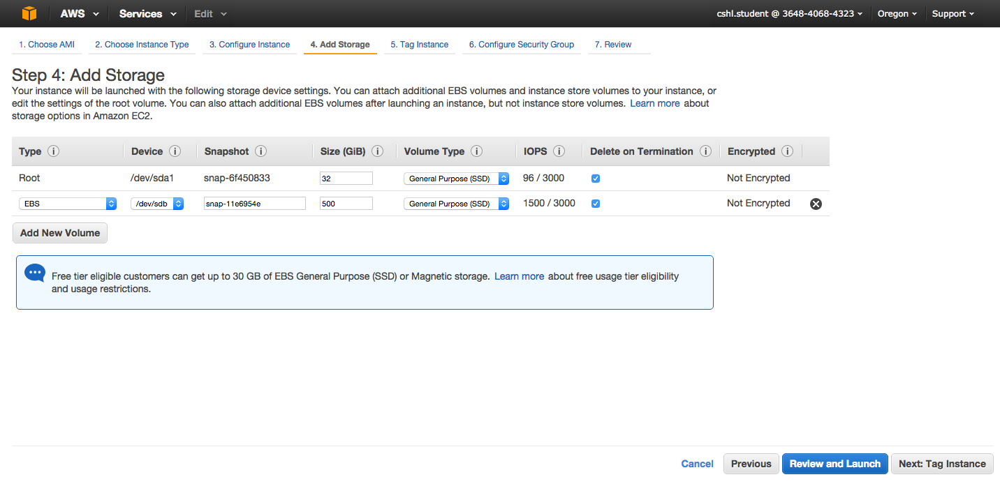 AWS Services Edit cshl.student @ 3648-4068-4323 Oregon Support
1. Choose AMI 2. Choose Instance Type 3. Configure Instance 4. Add Storage 5. Tag Instance 6. Configure Security Group 7. Review
Step 4: Add Storage
Your instance will be launched with the following storage device settings. You can attach additional EBS volumes and instance store volumes to your instance, or
edit the settings of the root volume. You can also attach additional EBS volumes after launching an instance, but not instance store volumes. Learn more about
storage options in Amazon EC2.
Type i Device i Snapshot i Size (GiB) i Volume Type i IOPS i Delete on Termination i Encrypted i
Root /dev/sda1 snap-6f450833 32 General Purpose (SSD) 96 / 3000 Not Encrypted
EBS /dev/sdb snap-11e6954e 500 General Purpose (SSD) 1500 / 3000 Not Encrypted
Add New Volume
Free tier eligible customers can get up to 30 GB of EBS General Purpose (SSD) or Magnetic storage. Learn more about free usage tier eligibility
and usage restrictions.
Cancel Previous Review and Launch Next: Tag Instance